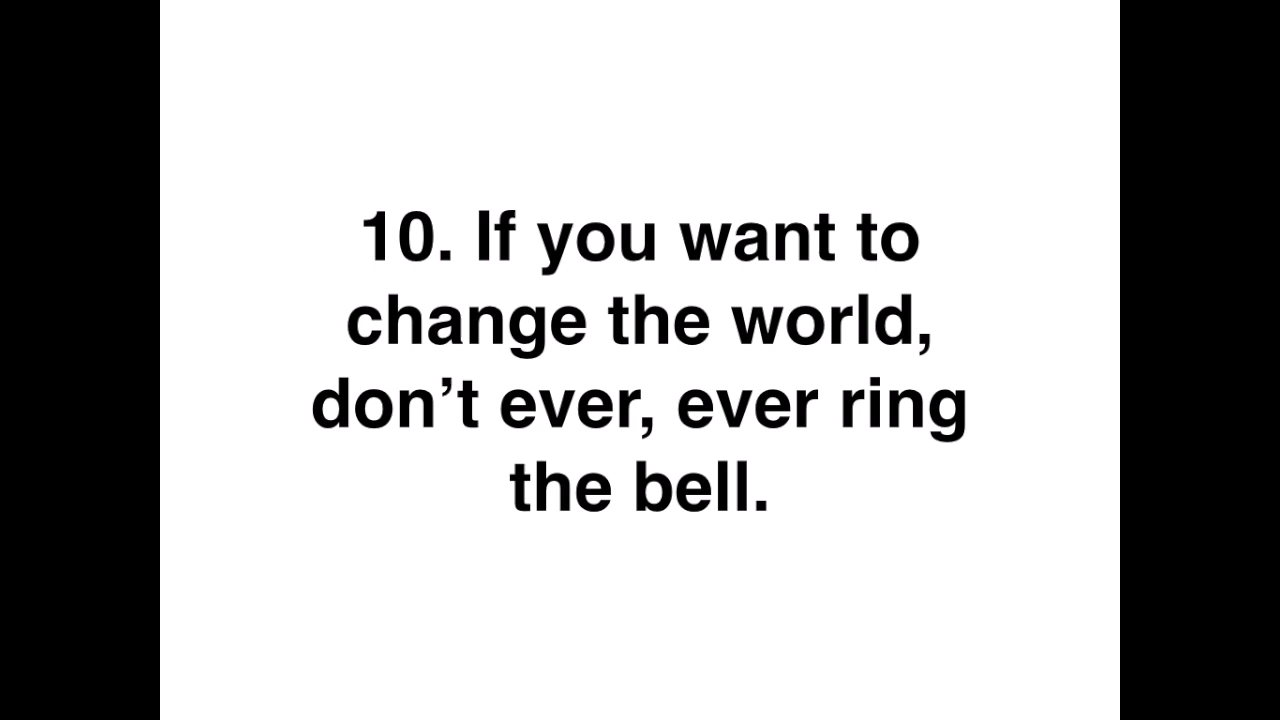 10. If you want to
change the world,
don’t ever, ever ring
the bell.